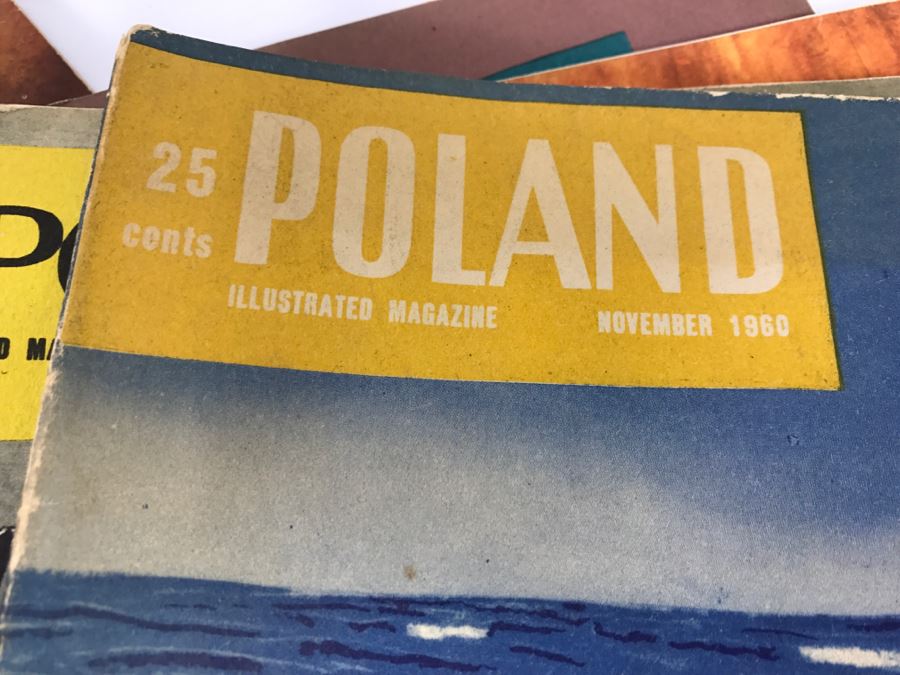 25 cents
POLAND
ILLUSTRATED MAGAZINE NOVEMBER 1960